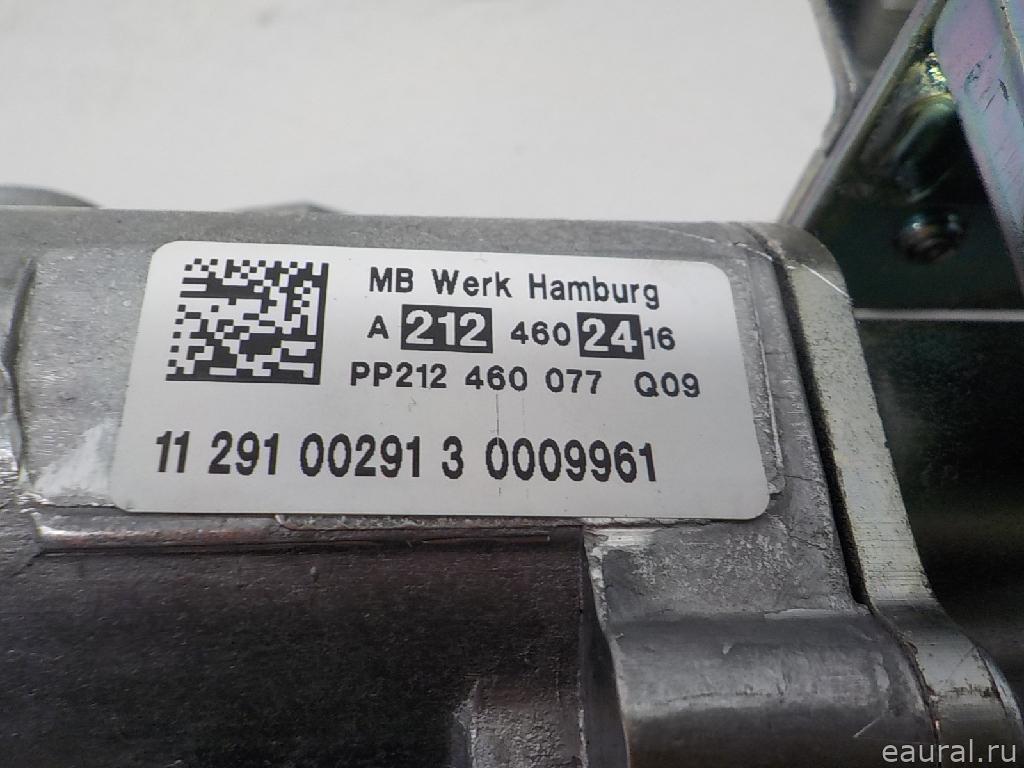 MB Werk Hamburg
A 212 460 24 16
PP212 460 077 Q09
11 291 00291 3 0009961
eaural.ru